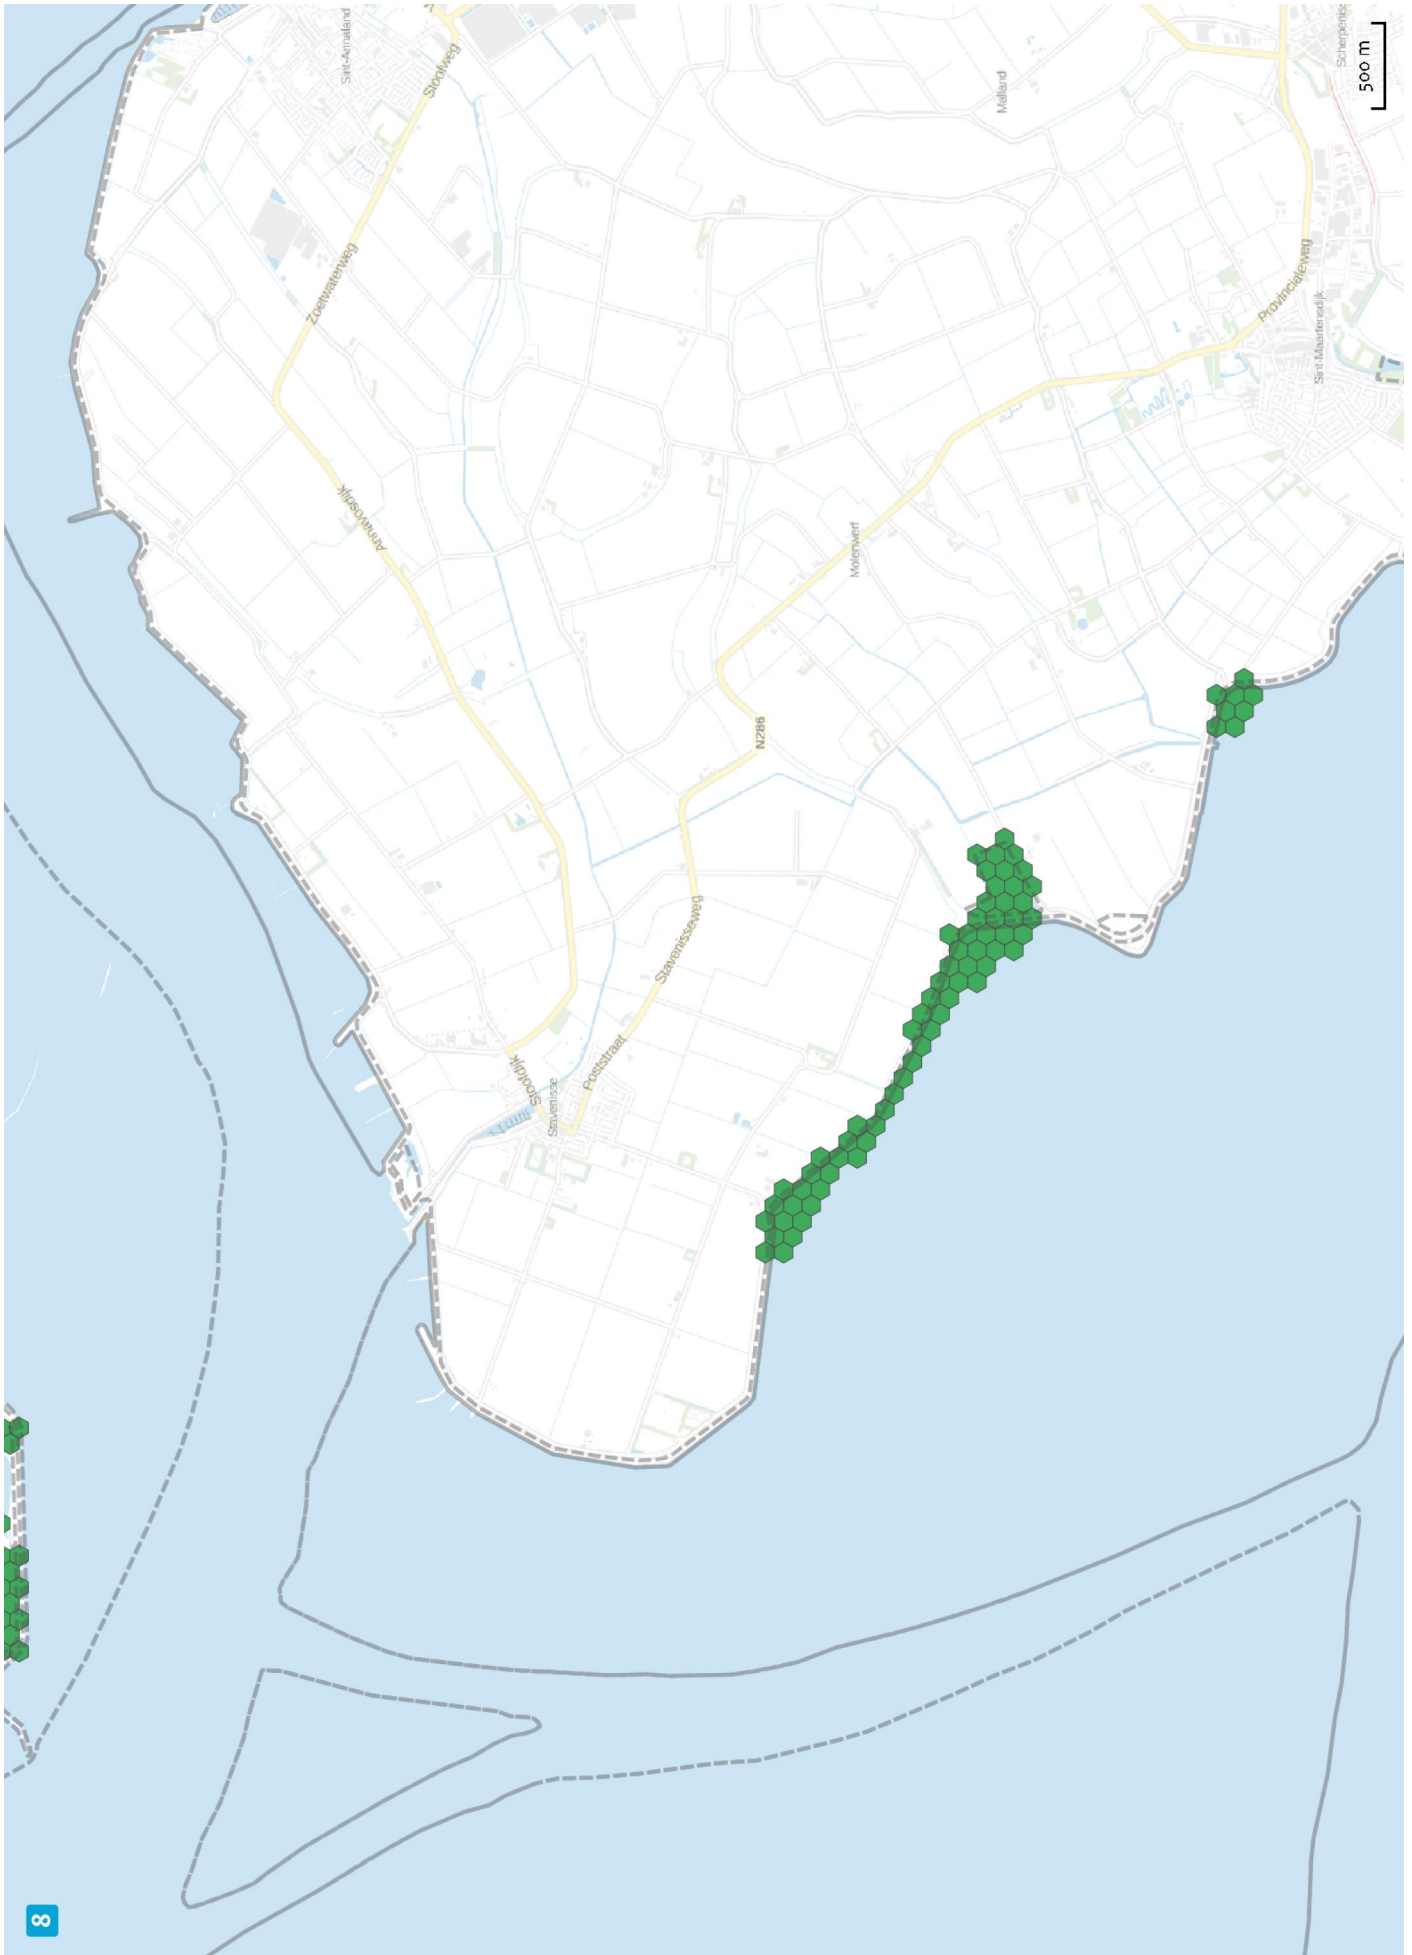 8
Sint-Annaland
Stoofweg
Zoetwaterweg
Annavosdijk
Malland
Scherpenisse
500 m
Provincialeweg
Sint-Maartensdijk
Molenwerf
N286
Stavenisseweg
Poststraat
Stoofdijk
Stavenisse